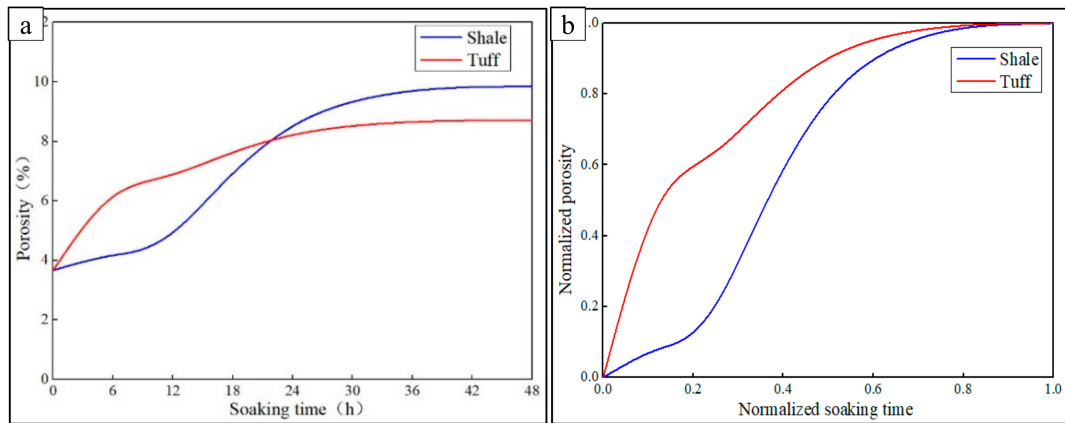 a
12
10
8
6
4
2
0
Porosity（%）
Shale
Tuff
0 6 12 18 24 30 36 42 48
Soaking time（h）
b
1.0
0.8
0.6
0.4
0.2
0.0
Normalized porosity
Shale
Tuff
0.0 0.2 0.4 0.6 0.8 1.0
Normalized soaking time